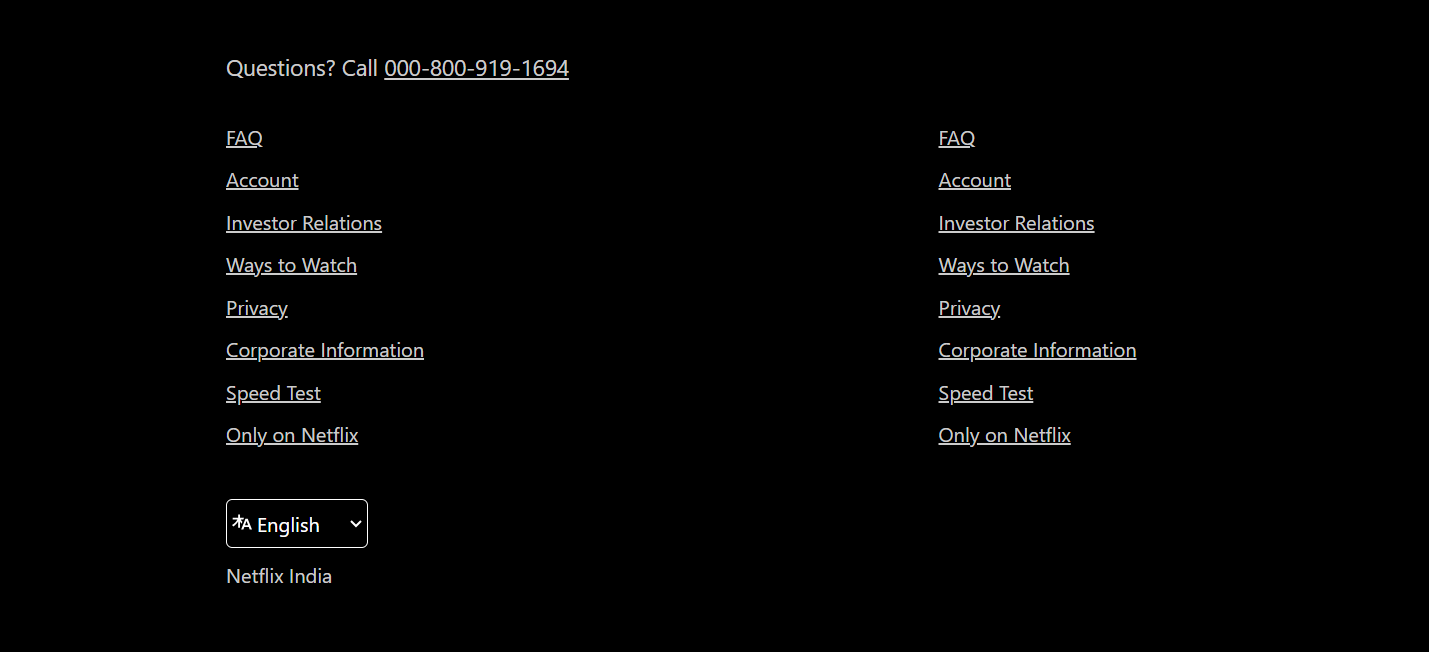 Questions? Call 000-800-919-1694
FAQ
Account
Investor Relations
Ways to Watch
Privacy
Corporate Information
Speed Test
Only on Netflix
FAQ
Account
Investor Relations
Ways to Watch
Privacy
Corporate Information
Speed Test
Only on Netflix
English
Netflix India